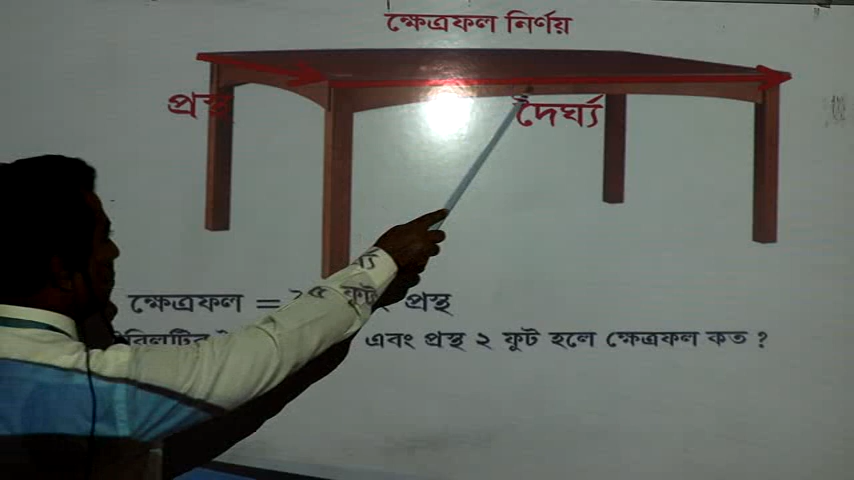 ক্ষেত্রফল নির্ণয়
প্রস্থ
দৈর্ঘ্য
ক্ষেত্রফল = প্রস্থ
এবং প্রস্থ ২ ফুট হলে ক্ষেত্রফল কত ?